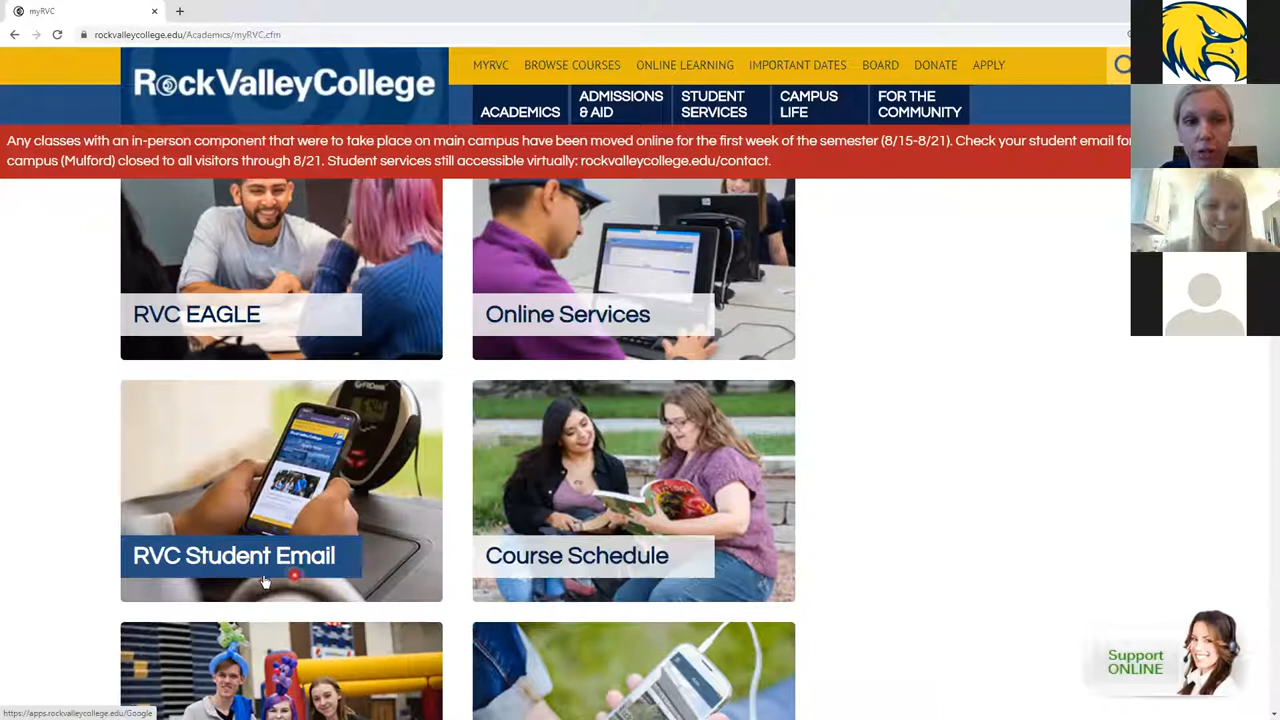 myRVC
rockvalleycollege.edu/Academics/myRVC.cfm
RockValleyCollege
MYRVC BROWSE COURSES ONLINE LEARNING IMPORTANT DATES BOARD DONATE APPLY
ACADEMICS
ADMISSIONS
& AID
STUDENT
SERVICES
CAMPUS
LIFE
FOR THE
COMMUNITY
Any classes with an in-person component that were to take place on main campus have been moved online for the first week of the semester (8/15-8/21). Check your student email for
campus (Mulford) closed to all visitors through 8/21. Student services still accessible virtually: rockvalleycollege.edu/contact.
RVC EAGLE
Online Services
RVC Student Email
Course Schedule
Support
ONLINE
https://apps.rockvalleycollege.edu/Google